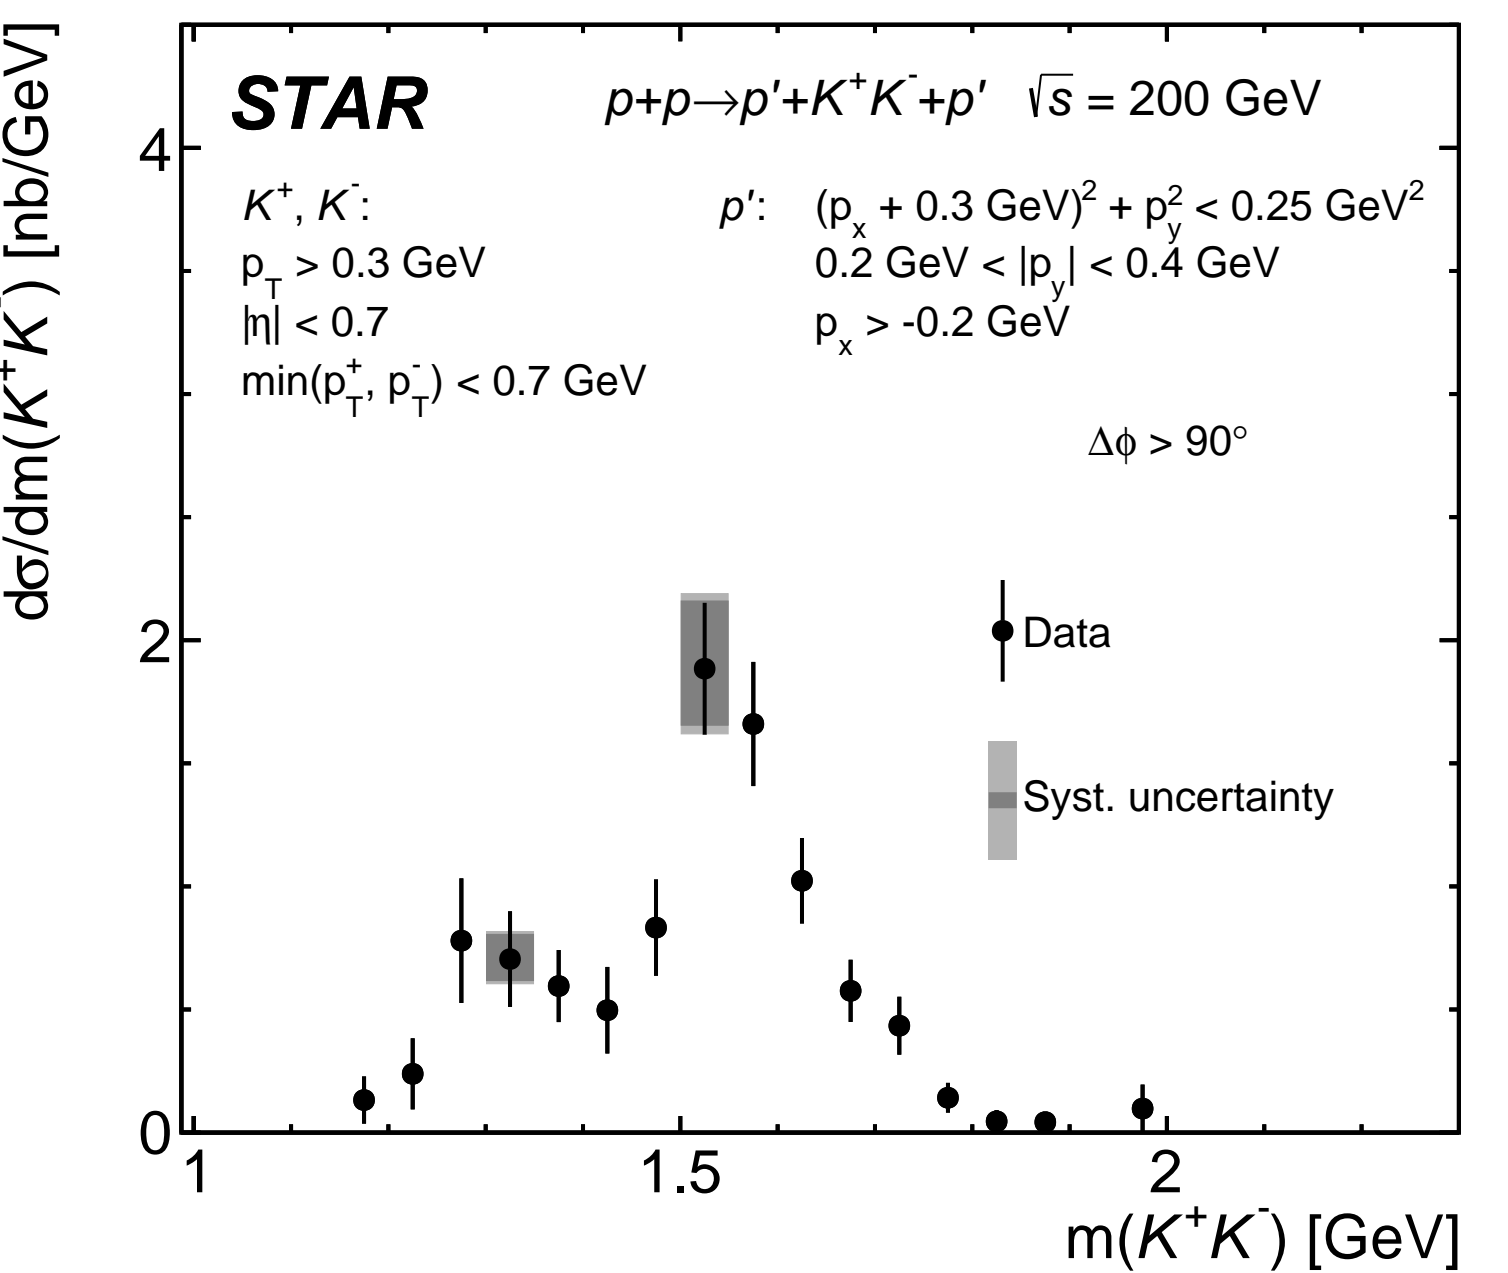 dσ/dm(K⁺K⁻) [nb/GeV]
STAR
p+p→p′+K⁺K⁻+p′ √s = 200 GeV
K⁺, K⁻:
p_T > 0.3 GeV
|η| < 0.7
min(p_T⁺, p_T⁻) < 0.7 GeV
p′: (p_x + 0.3 GeV)² + p_y² < 0.25 GeV²
0.2 GeV < |p_y| < 0.4 GeV
p_x > -0.2 GeV
Δϕ > 90°
Data
Syst. uncertainty
4
2
0
1
1.5
2
m(K⁺K⁻) [GeV]